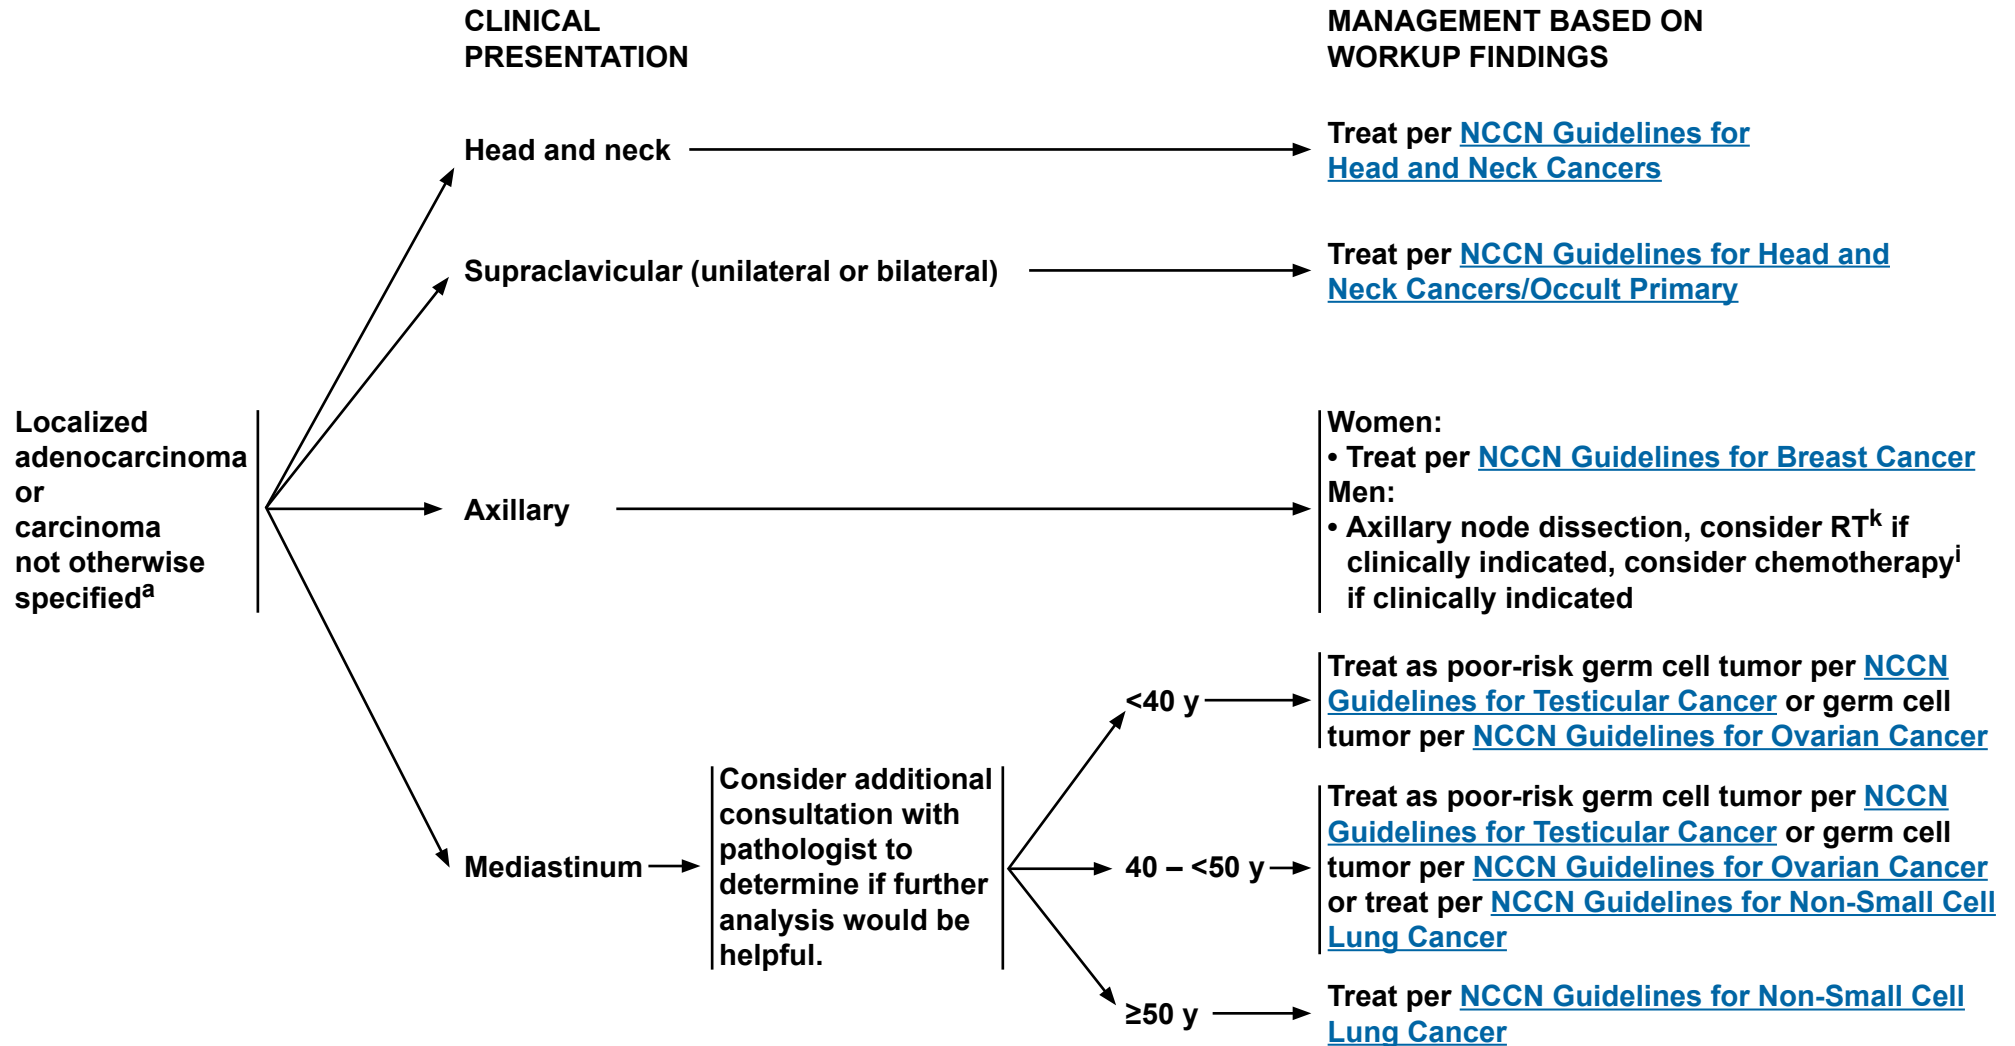 CLINICAL
PRESENTATION
MANAGEMENT BASED ON
WORKUP FINDINGS
Localized
adenocarcinoma
or
carcinoma
not otherwise
specifiedᵃ
Head and neck
Treat per NCCN Guidelines for
Head and Neck Cancers
Supraclavicular (unilateral or bilateral)
Treat per NCCN Guidelines for Head and
Neck Cancers/Occult Primary
Axillary
Women:
• Treat per NCCN Guidelines for Breast Cancer
Men:
• Axillary node dissection, consider RTᵏ if
clinically indicated, consider chemotherapyⁱ
if clinically indicated
Mediastinum
Consider additional
consultation with
pathologist to
determine if further
analysis would be
helpful.
<40 y
Treat as poor-risk germ cell tumor per NCCN
Guidelines for Testicular Cancer or germ cell
tumor per NCCN Guidelines for Ovarian Cancer
40 – <50 y
Treat as poor-risk germ cell tumor per NCCN
Guidelines for Testicular Cancer or germ cell
tumor per NCCN Guidelines for Ovarian Cancer
or treat per NCCN Guidelines for Non-Small Cell
Lung Cancer
≥50 y
Treat per NCCN Guidelines for Non-Small Cell
Lung Cancer